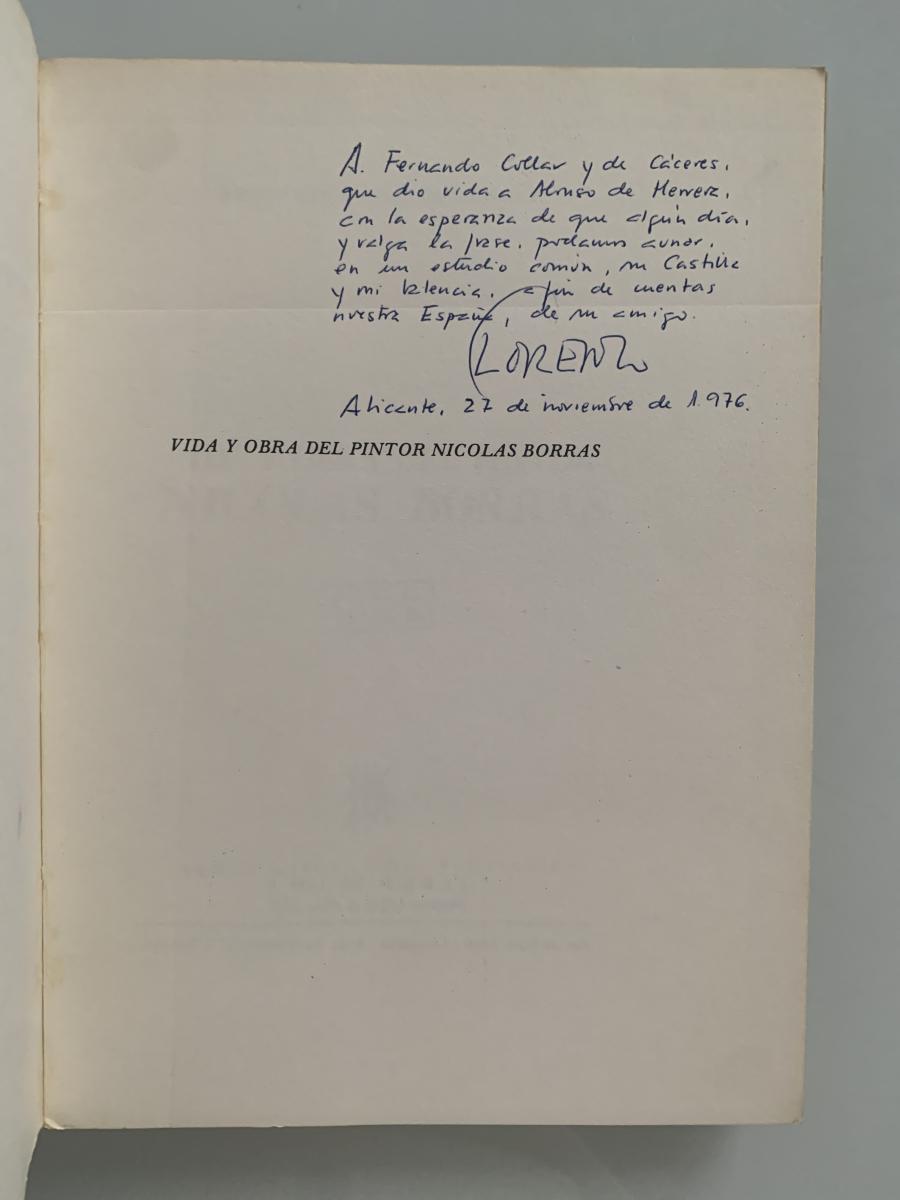 A. Fernando Collar y de Cáceres,
que dio vida a Alonso de Herrera,
con la esperanza de que algún día,
y valga la frase, podamos aunar,
en un estudio común, su Castilla
y mi Valencia, a fin de cuentas
nuestra España, de su amigo.
LORENZO
Alicante, 27 de noviembre de 1.976.
VIDA Y OBRA DEL PINTOR NICOLAS BORRAS